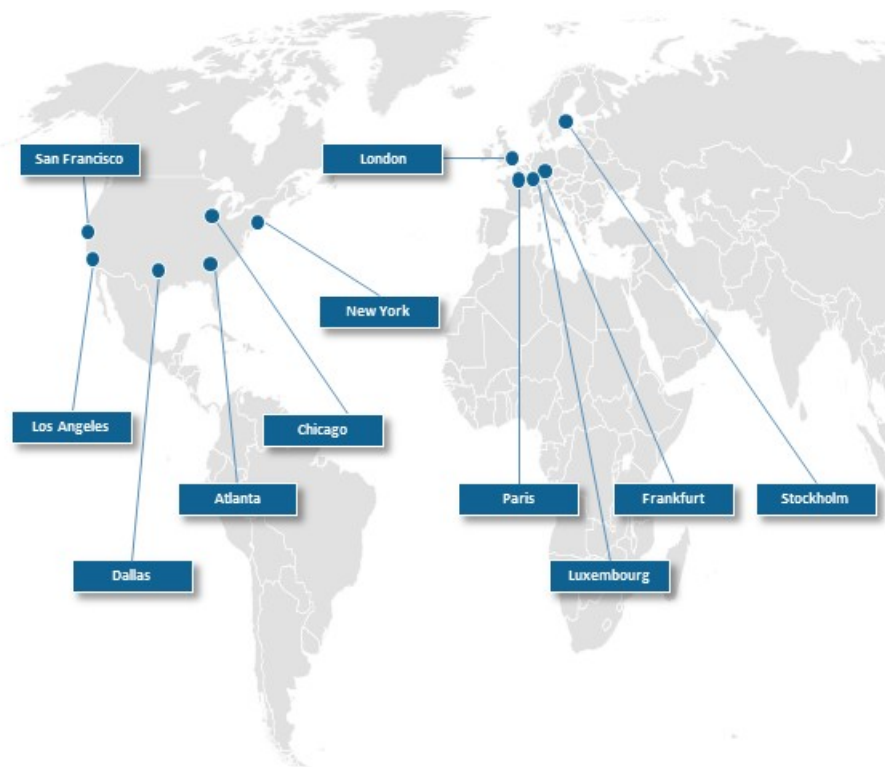 San Francisco
London
New York
Los Angeles
Chicago
Atlanta
Paris
Frankfurt
Stockholm
Dallas
Luxembourg